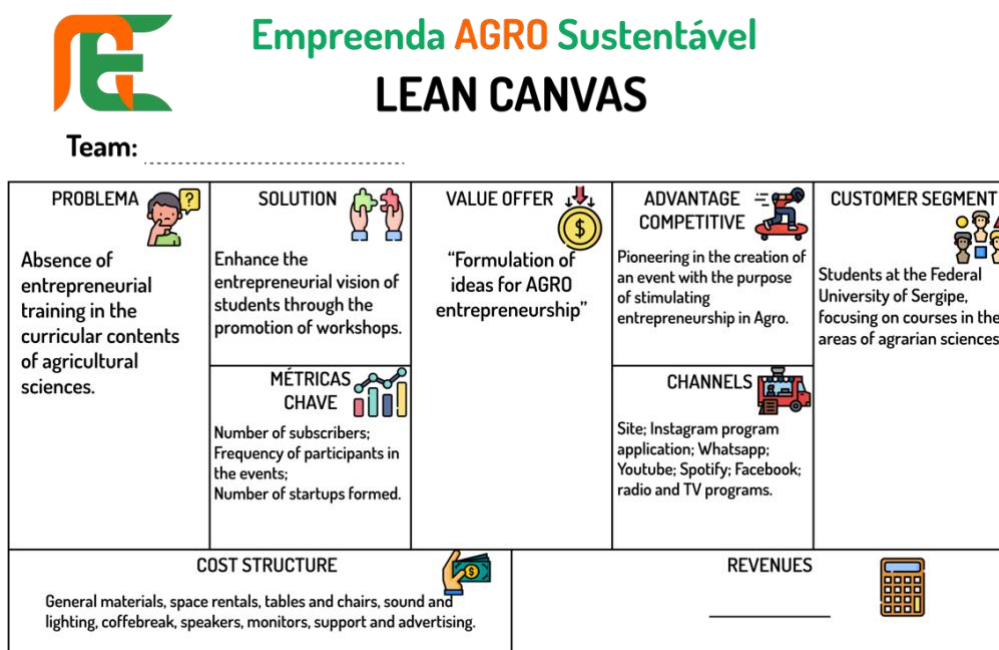 Empreenda AGRO Sustentável
LEAN CANVAS
Team:
PROBLEMA
Absence of
entrepreneurial
training in the
curricular contents
of agricultural
sciences.
SOLUTION
Enhance the
entrepreneurial vision of
students through the
promotion of workshops.
MÉTRICAS
CHAVE
Number of subscribers;
Frequency of participants in
the events;
Number of startups formed.
VALUE OFFER
“Formulation of
ideas for AGRO
entrepreneurship”
ADVANTAGE
COMPETITIVE
Pioneering in the creation of
an event with the purpose
of stimulating
entrepreneurship in Agro.
CHANNELS
Site; Instagram program
application; Whatsapp;
Youtube; Spotify; Facebook;
radio and TV programs.
CUSTOMER SEGMENT
Students at the Federal
University of Sergipe,
focusing on courses in the
areas of agrarian sciences
COST STRUCTURE
General materials, space rentals, tables and chairs, sound and
lighting, coffebreak, speakers, monitors, support and advertising.
REVENUES